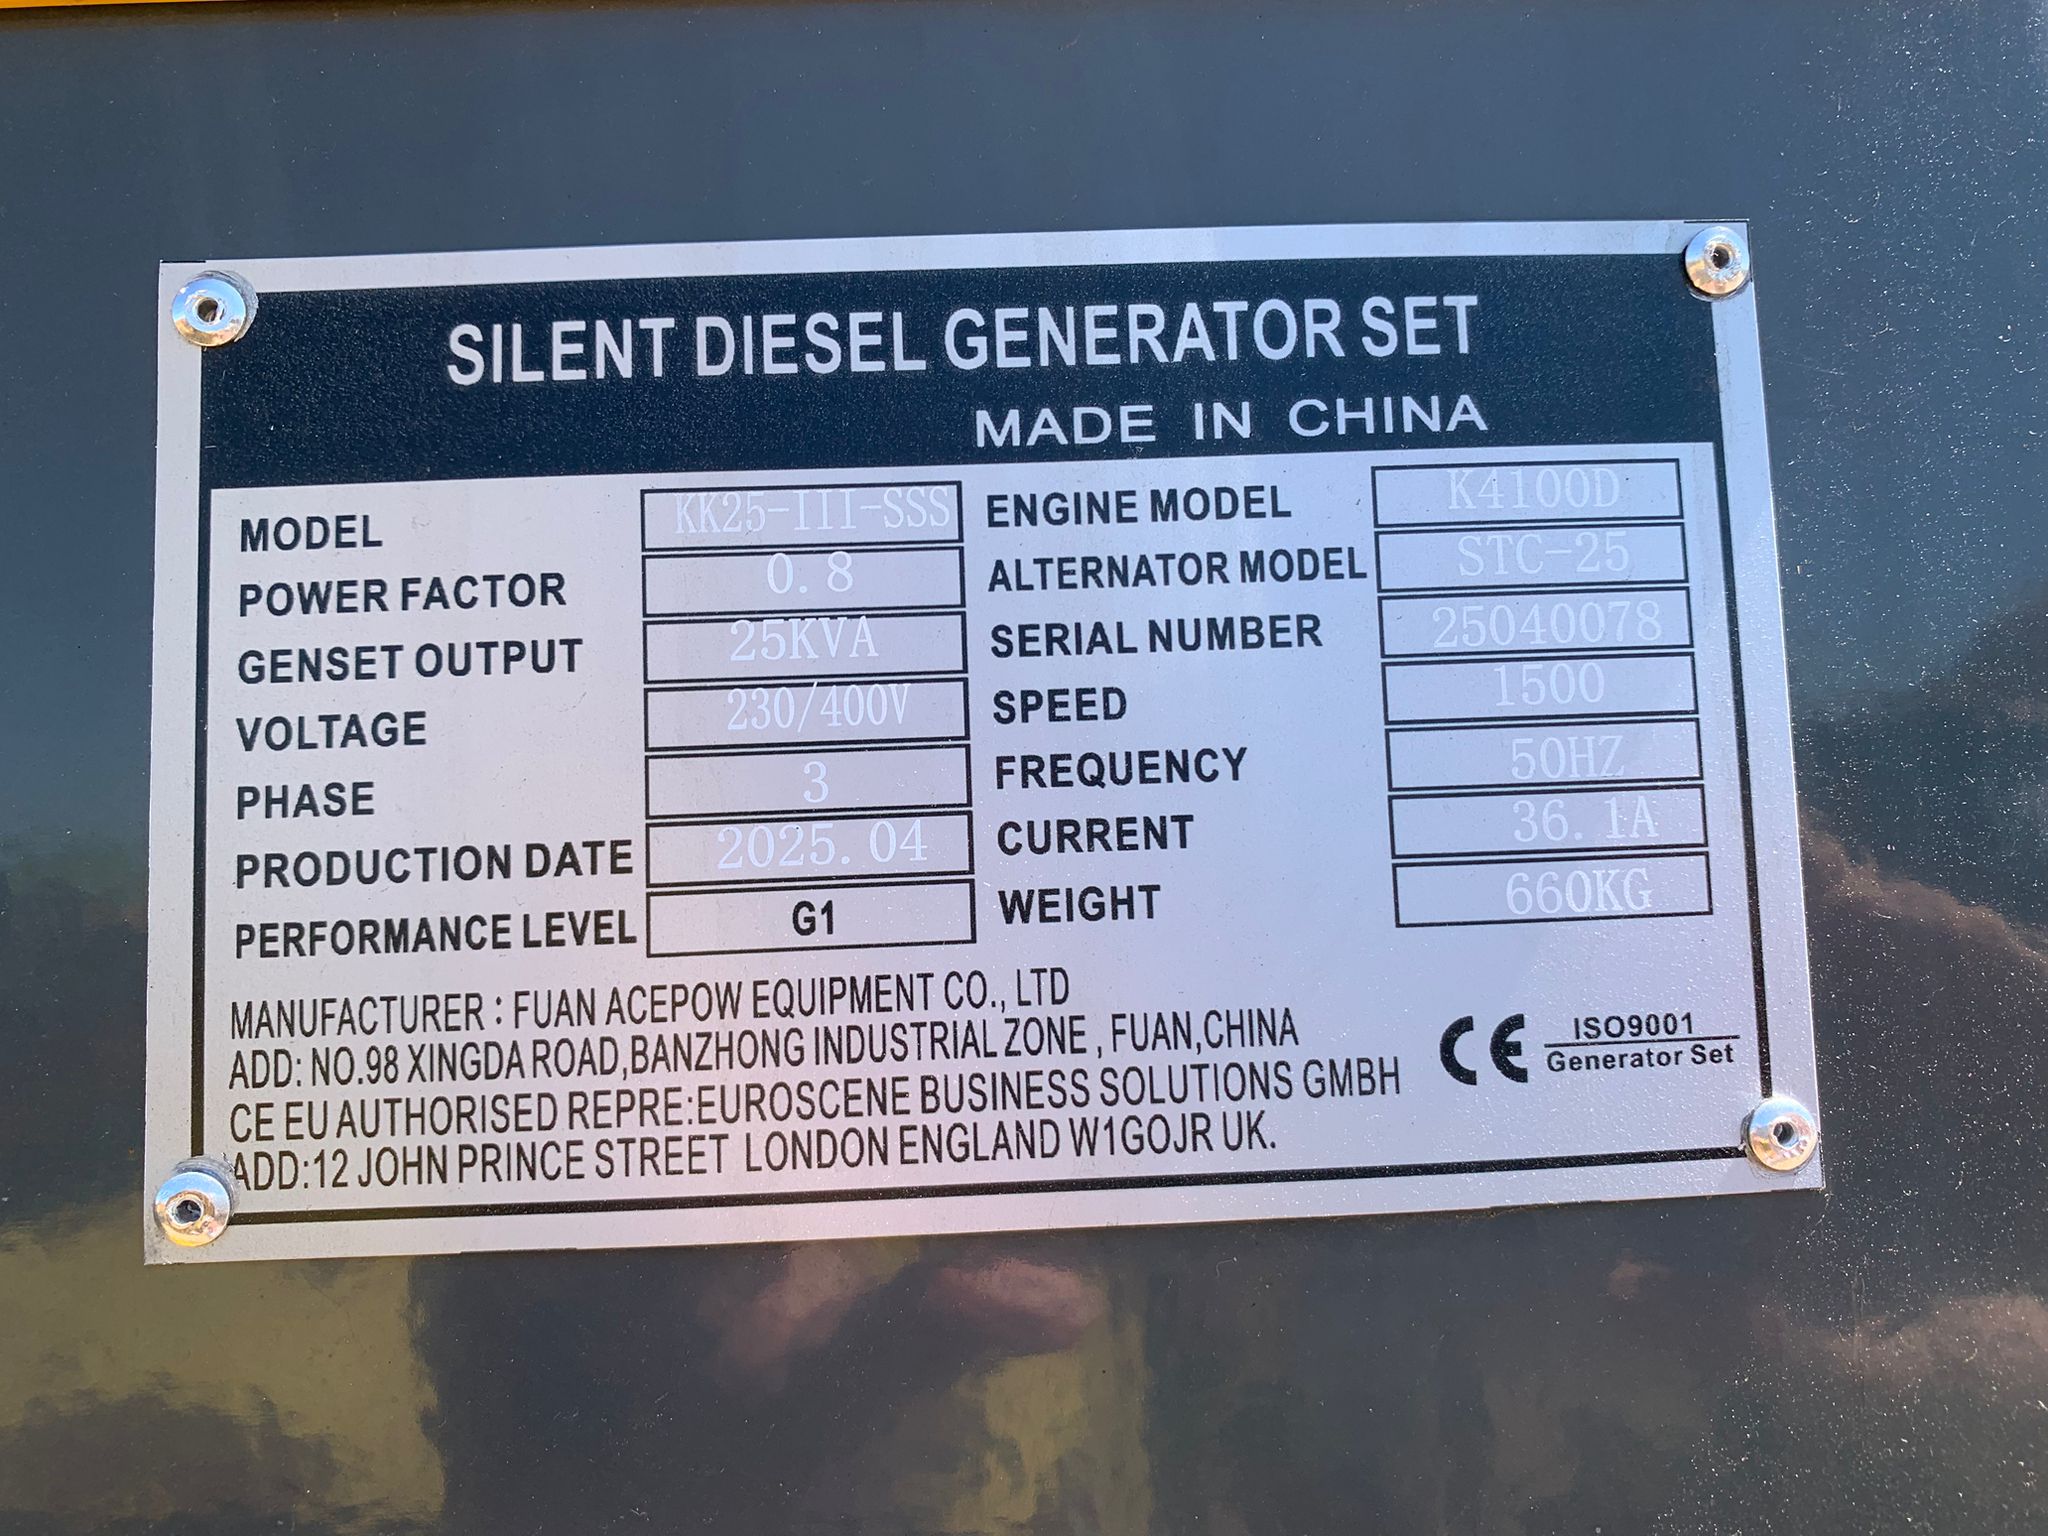 SILENT DIESEL GENERATOR SET
MADE IN CHINA
MODEL KK25-III-SSS ENGINE MODEL K4100D
POWER FACTOR 0.8 ALTERNATOR MODEL STC-25
GENSET OUTPUT 25KVA SERIAL NUMBER 25040078
VOLTAGE 230/400V SPEED 1500
PHASE 3 FREQUENCY 50HZ
PRODUCTION DATE 2025.04 CURRENT 36.1A
PERFORMANCE LEVEL G1 WEIGHT 660KG
MANUFACTURER : FUAN ACEPOW EQUIPMENT CO., LTD
ADD: NO.98 XINGDA ROAD,BANZHONG INDUSTRIAL ZONE , FUAN,CHINA
CE EU AUTHORISED REPRE:EUROSCENE BUSINESS SOLUTIONS GMBH
ADD:12 JOHN PRINCE STREET LONDON ENGLAND W1GOJR UK.
CE ISO9001
Generator Set